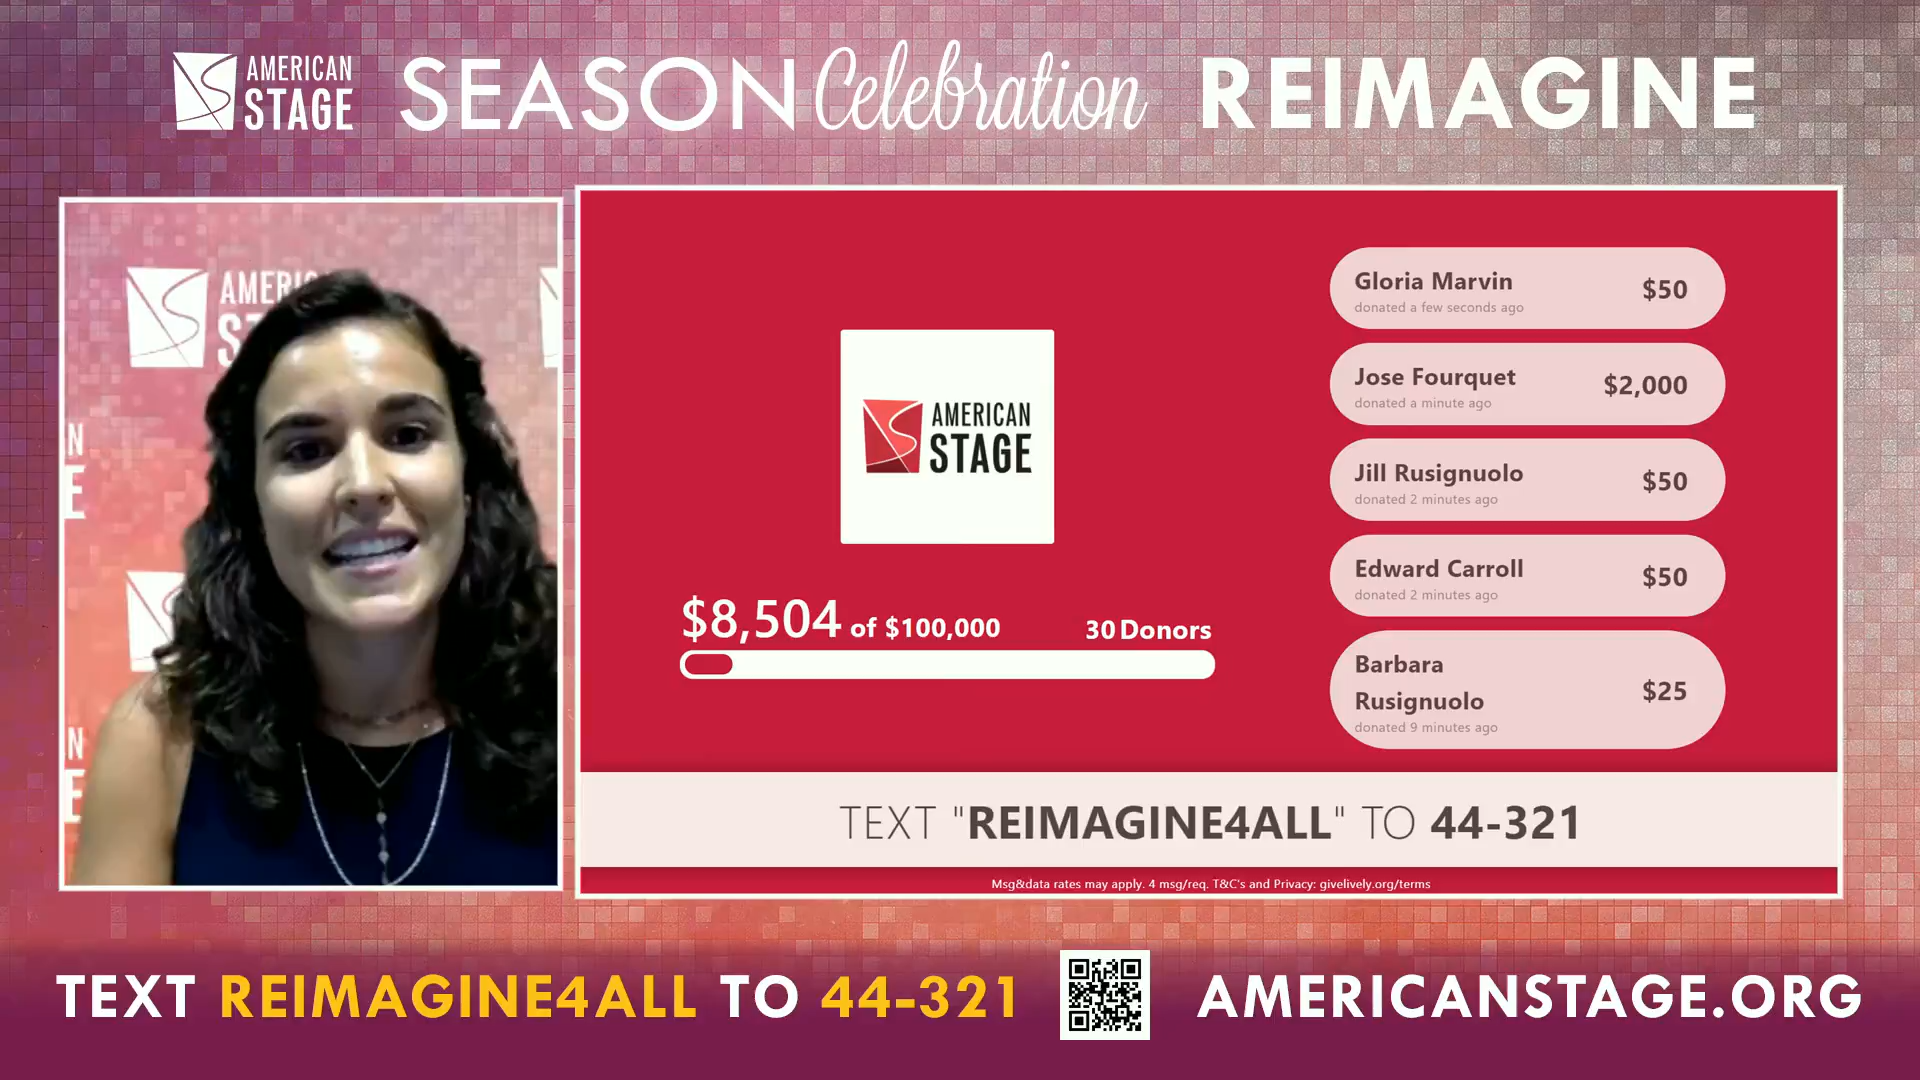 AMERICAN
STAGE
SEASON Celebration REIMAGINE
AMERI
S
N
E
N
E
AMERICAN
STAGE
$8,504 of $100,000
30 Donors
Gloria Marvin
donated a few seconds ago
$50
Jose Fourquet
donated a minute ago
$2,000
Jill Rusignuolo
donated 2 minutes ago
$50
Edward Carroll
donated 2 minutes ago
$50
Barbara
Rusignuolo
donated 9 minutes ago
$25
TEXT "REIMAGINE4ALL" TO 44-321
Msg&data rates may apply. 4 msg/req. T&C's and Privacy: givelively.org/terms
TEXT REIMAGINE4ALL TO 44-321
AMERICANSTAGE.ORG